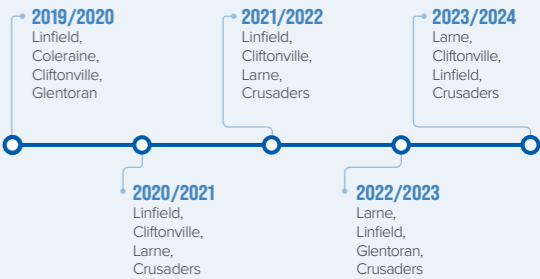 2019/2020
Linfield,
Coleraine,
Cliftonville,
Glentoran
2020/2021
Linfield,
Cliftonville,
Larne,
Crusaders
2021/2022
Linfield,
Cliftonville,
Larne,
Crusaders
2022/2023
Larne,
Linfield,
Glentoran,
Crusaders
2023/2024
Larne,
Cliftonville,
Linfield,
Crusaders